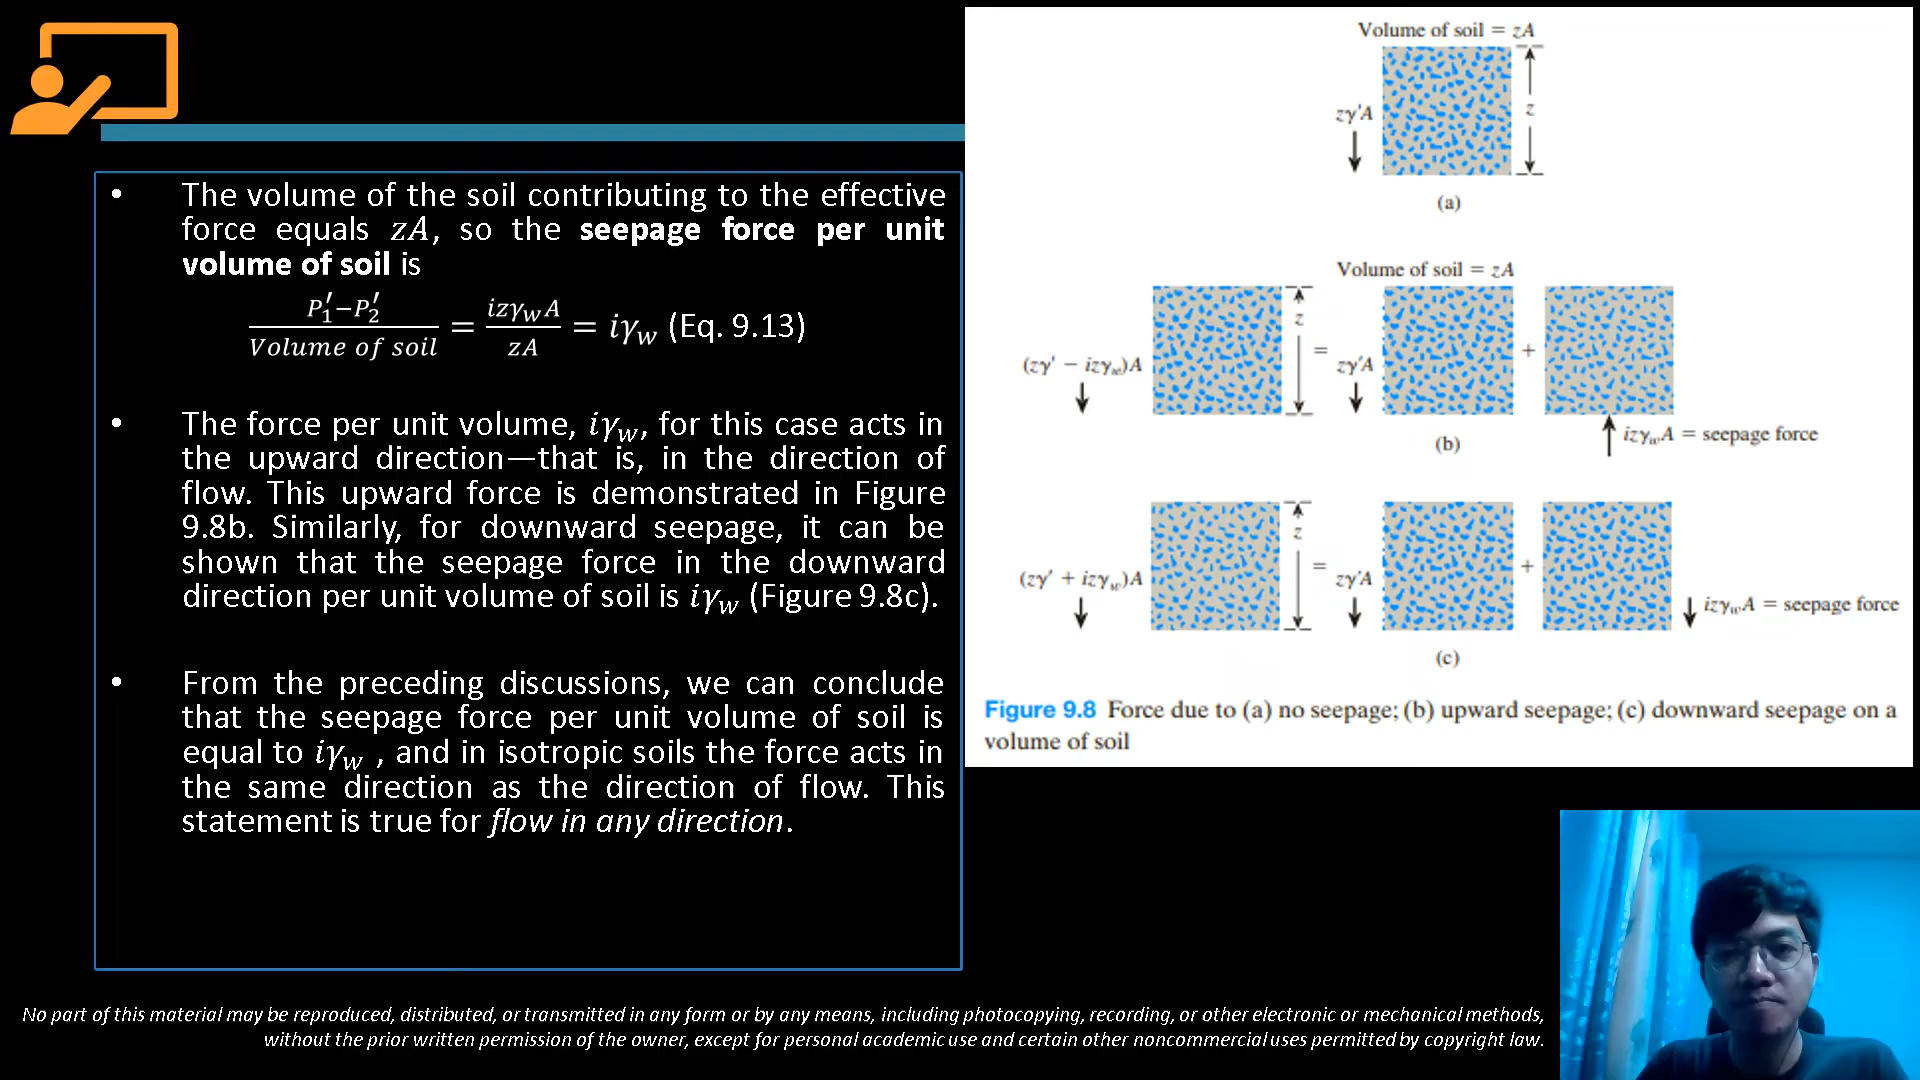 • The volume of the soil contributing to the effective
force equals zA, so the seepage force per unit
volume of soil is
P₁′−P₂′ / Volume of soil = izγ_w A / zA = iγ_w (Eq. 9.13)
• The force per unit volume, iγ_w, for this case acts in
the upward direction—that is, in the direction of
flow. This upward force is demonstrated in Figure
9.8b. Similarly, for downward seepage, it can be
shown that the seepage force in the downward
direction per unit volume of soil is iγ_w (Figure 9.8c).
• From the preceding discussions, we can conclude
that the seepage force per unit volume of soil is
equal to iγ_w , and in isotropic soils the force acts in
the same direction as the direction of flow. This
statement is true for flow in any direction.
Volume of soil = zA
zγ′A
z
(a)
Volume of soil = zA
(zγ′ − izγ_w)A
z
=
zγ′A
+
izγ_wA = seepage force
(b)
(zγ′ + izγ_w)A
z
=
zγ′A
+
izγ_wA = seepage force
(c)
Figure 9.8 Force due to (a) no seepage; (b) upward seepage; (c) downward seepage on a
volume of soil
No part of this material may be reproduced, distributed, or transmitted in any form or by any means, including photocopying, recording, or other electronic or mechanical methods,
without the prior written permission of the owner, except for personal academic use and certain other noncommercial uses permitted by copyright law.